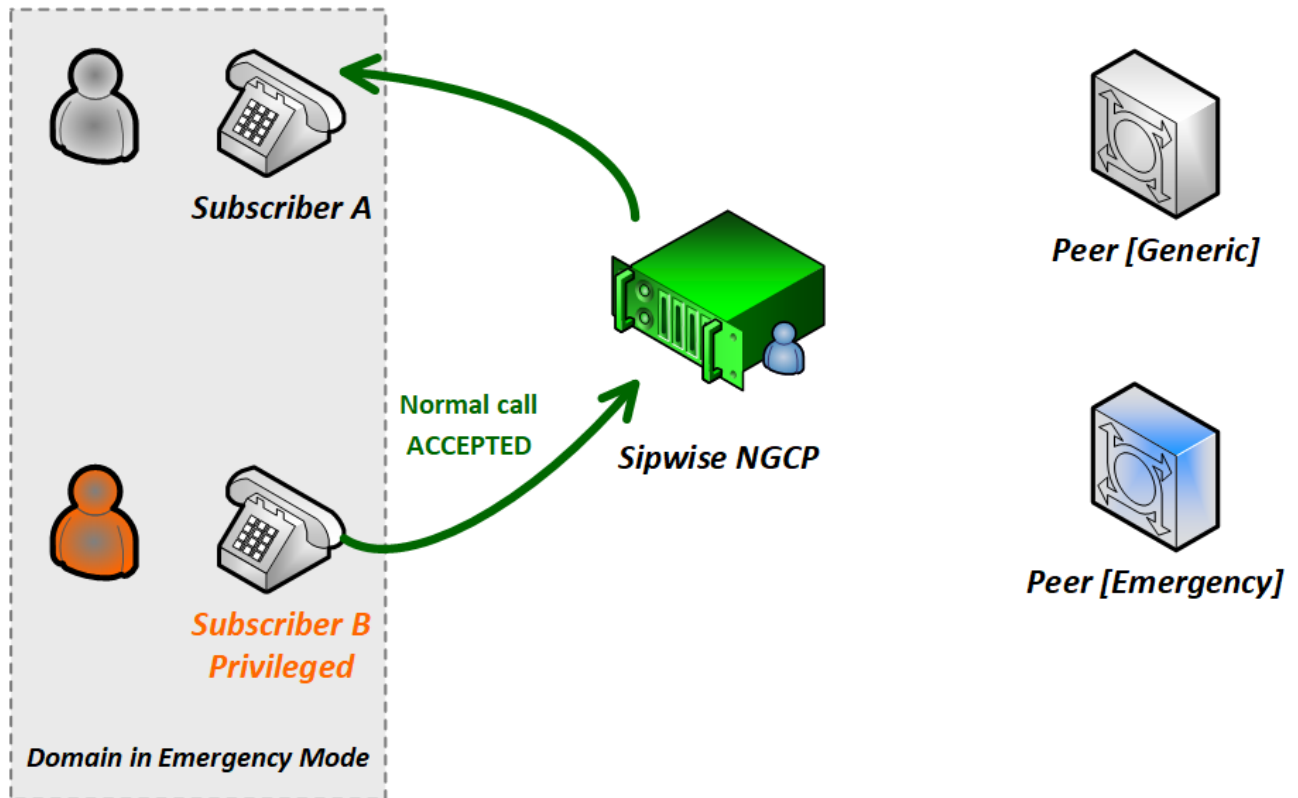 Subscriber A
Peer [Generic]
Normal call
ACCEPTED
Sipwise NGCP
Peer [Emergency]
Subscriber B
Privileged
Domain in Emergency Mode